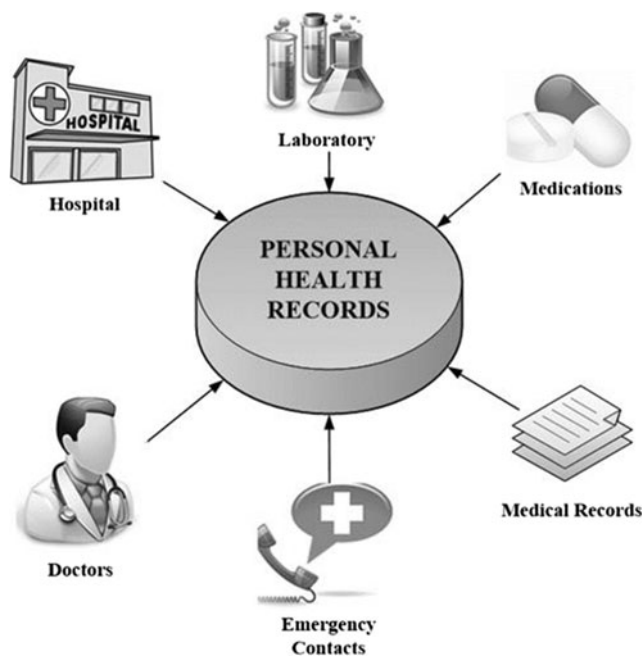 HOSPITAL
Hospital
Laboratory
Medications
PERSONAL
HEALTH
RECORDS
Doctors
Emergency
Contacts
Medical Records